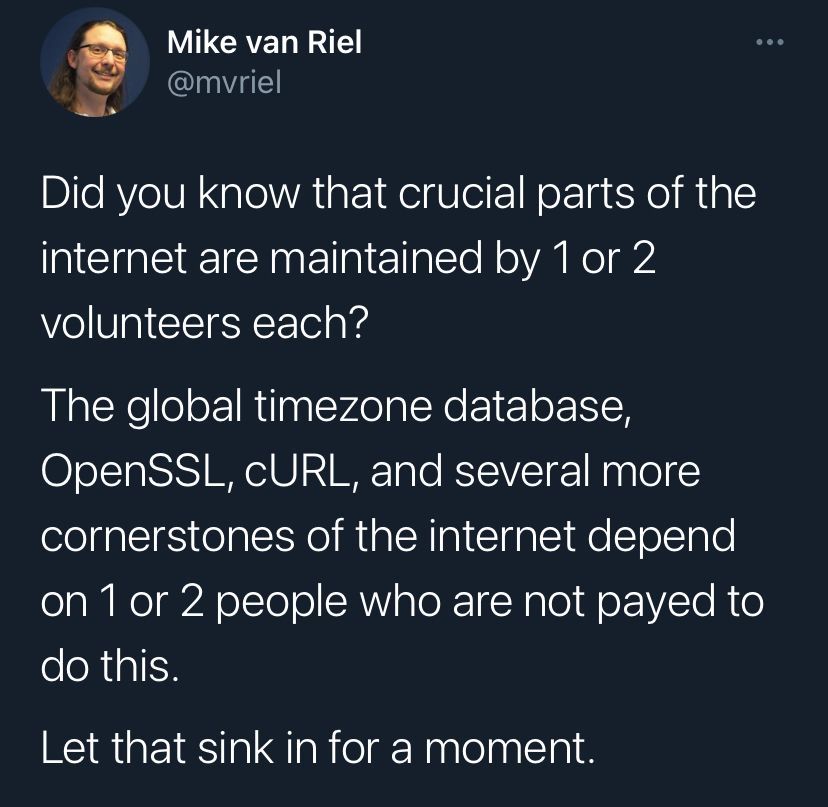 Mike van Riel
@mvriel
Did you know that crucial parts of the
internet are maintained by 1 or 2
volunteers each?
The global timezone database,
OpenSSL, cURL, and several more
cornerstones of the internet depend
on 1 or 2 people who are not payed to
do this.
Let that sink in for a moment.